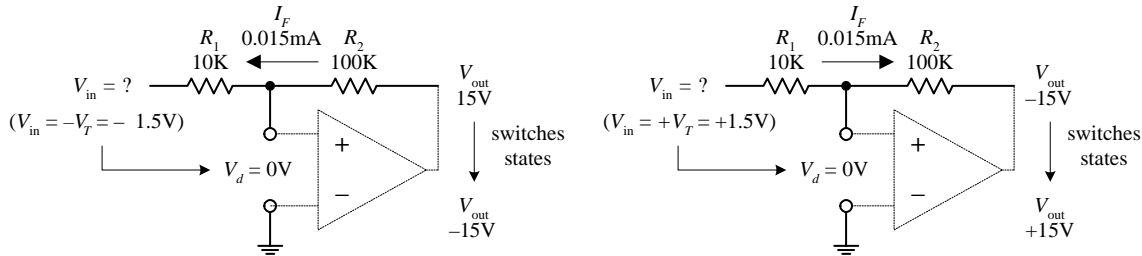 I_F
0.015mA
R_1
10K
R_2
100K
V_in = ?
(V_in = –V_T = – 1.5V)
V_d = 0V
+
−
V_out
15V
switches
states
V_out
–15V
I_F
0.015mA
R_1
10K
R_2
100K
V_in = ?
(V_in = +V_T = +1.5V)
V_d = 0V
+
−
V_out
–15V
switches
states
V_out
+15V